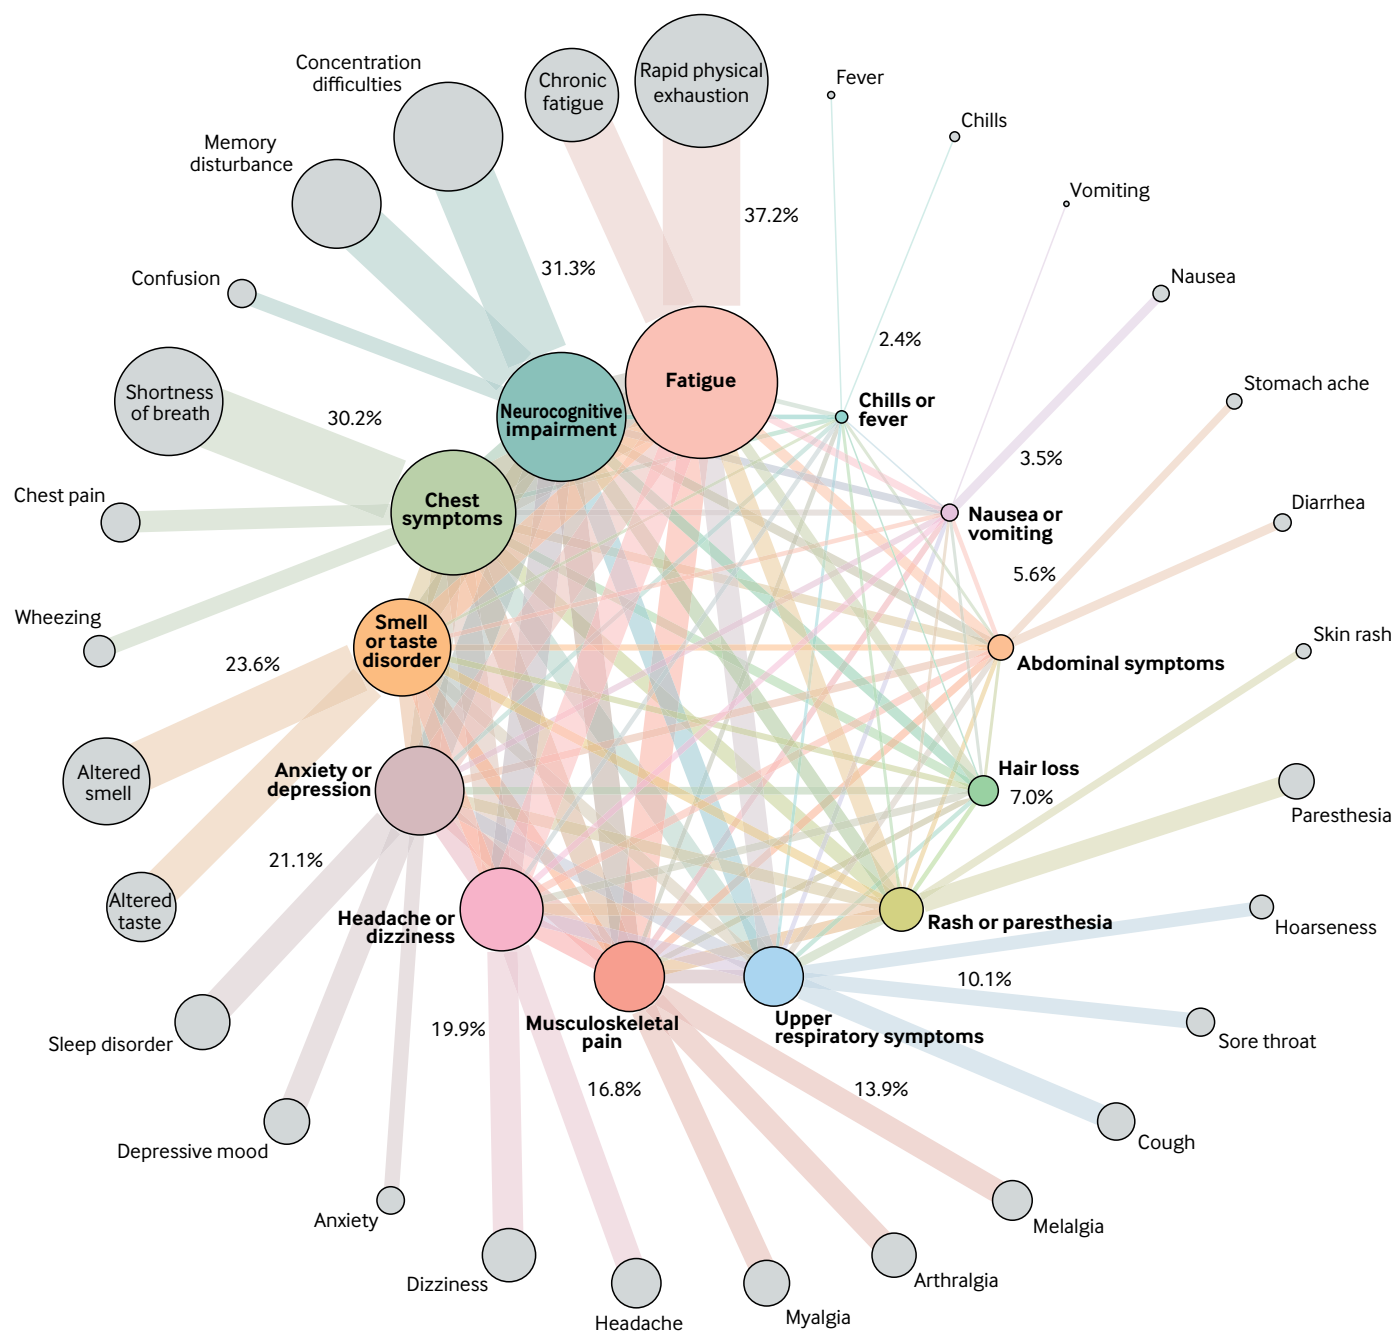 Concentration
difficulties
Chronic
fatigue
Rapid physical
exhaustion
Fever
Chills
Vomiting
Nausea
Stomach ache
Diarrhea
Skin rash
Paresthesia
Hoarseness
Sore throat
Cough
Melalgia
Arthralgia
Myalgia
Headache
Dizziness
Anxiety
Depressive mood
Sleep disorder
Altered
taste
Altered
smell
Wheezing
Chest pain
Shortness
of breath
Confusion
Memory
disturbance
37.2%
31.3%
30.2%
23.6%
21.1%
19.9%
16.8%
13.9%
10.1%
7.0%
5.6%
3.5%
2.4%
Fatigue
Neurocognitive
impairment
Chest
symptoms
Smell
or taste
disorder
Anxiety or
depression
Headache or
dizziness
Musculoskeletal
pain
Upper
respiratory symptoms
Rash or paresthesia
Hair loss
Abdominal symptoms
Nausea or
vomiting
Chills or
fever